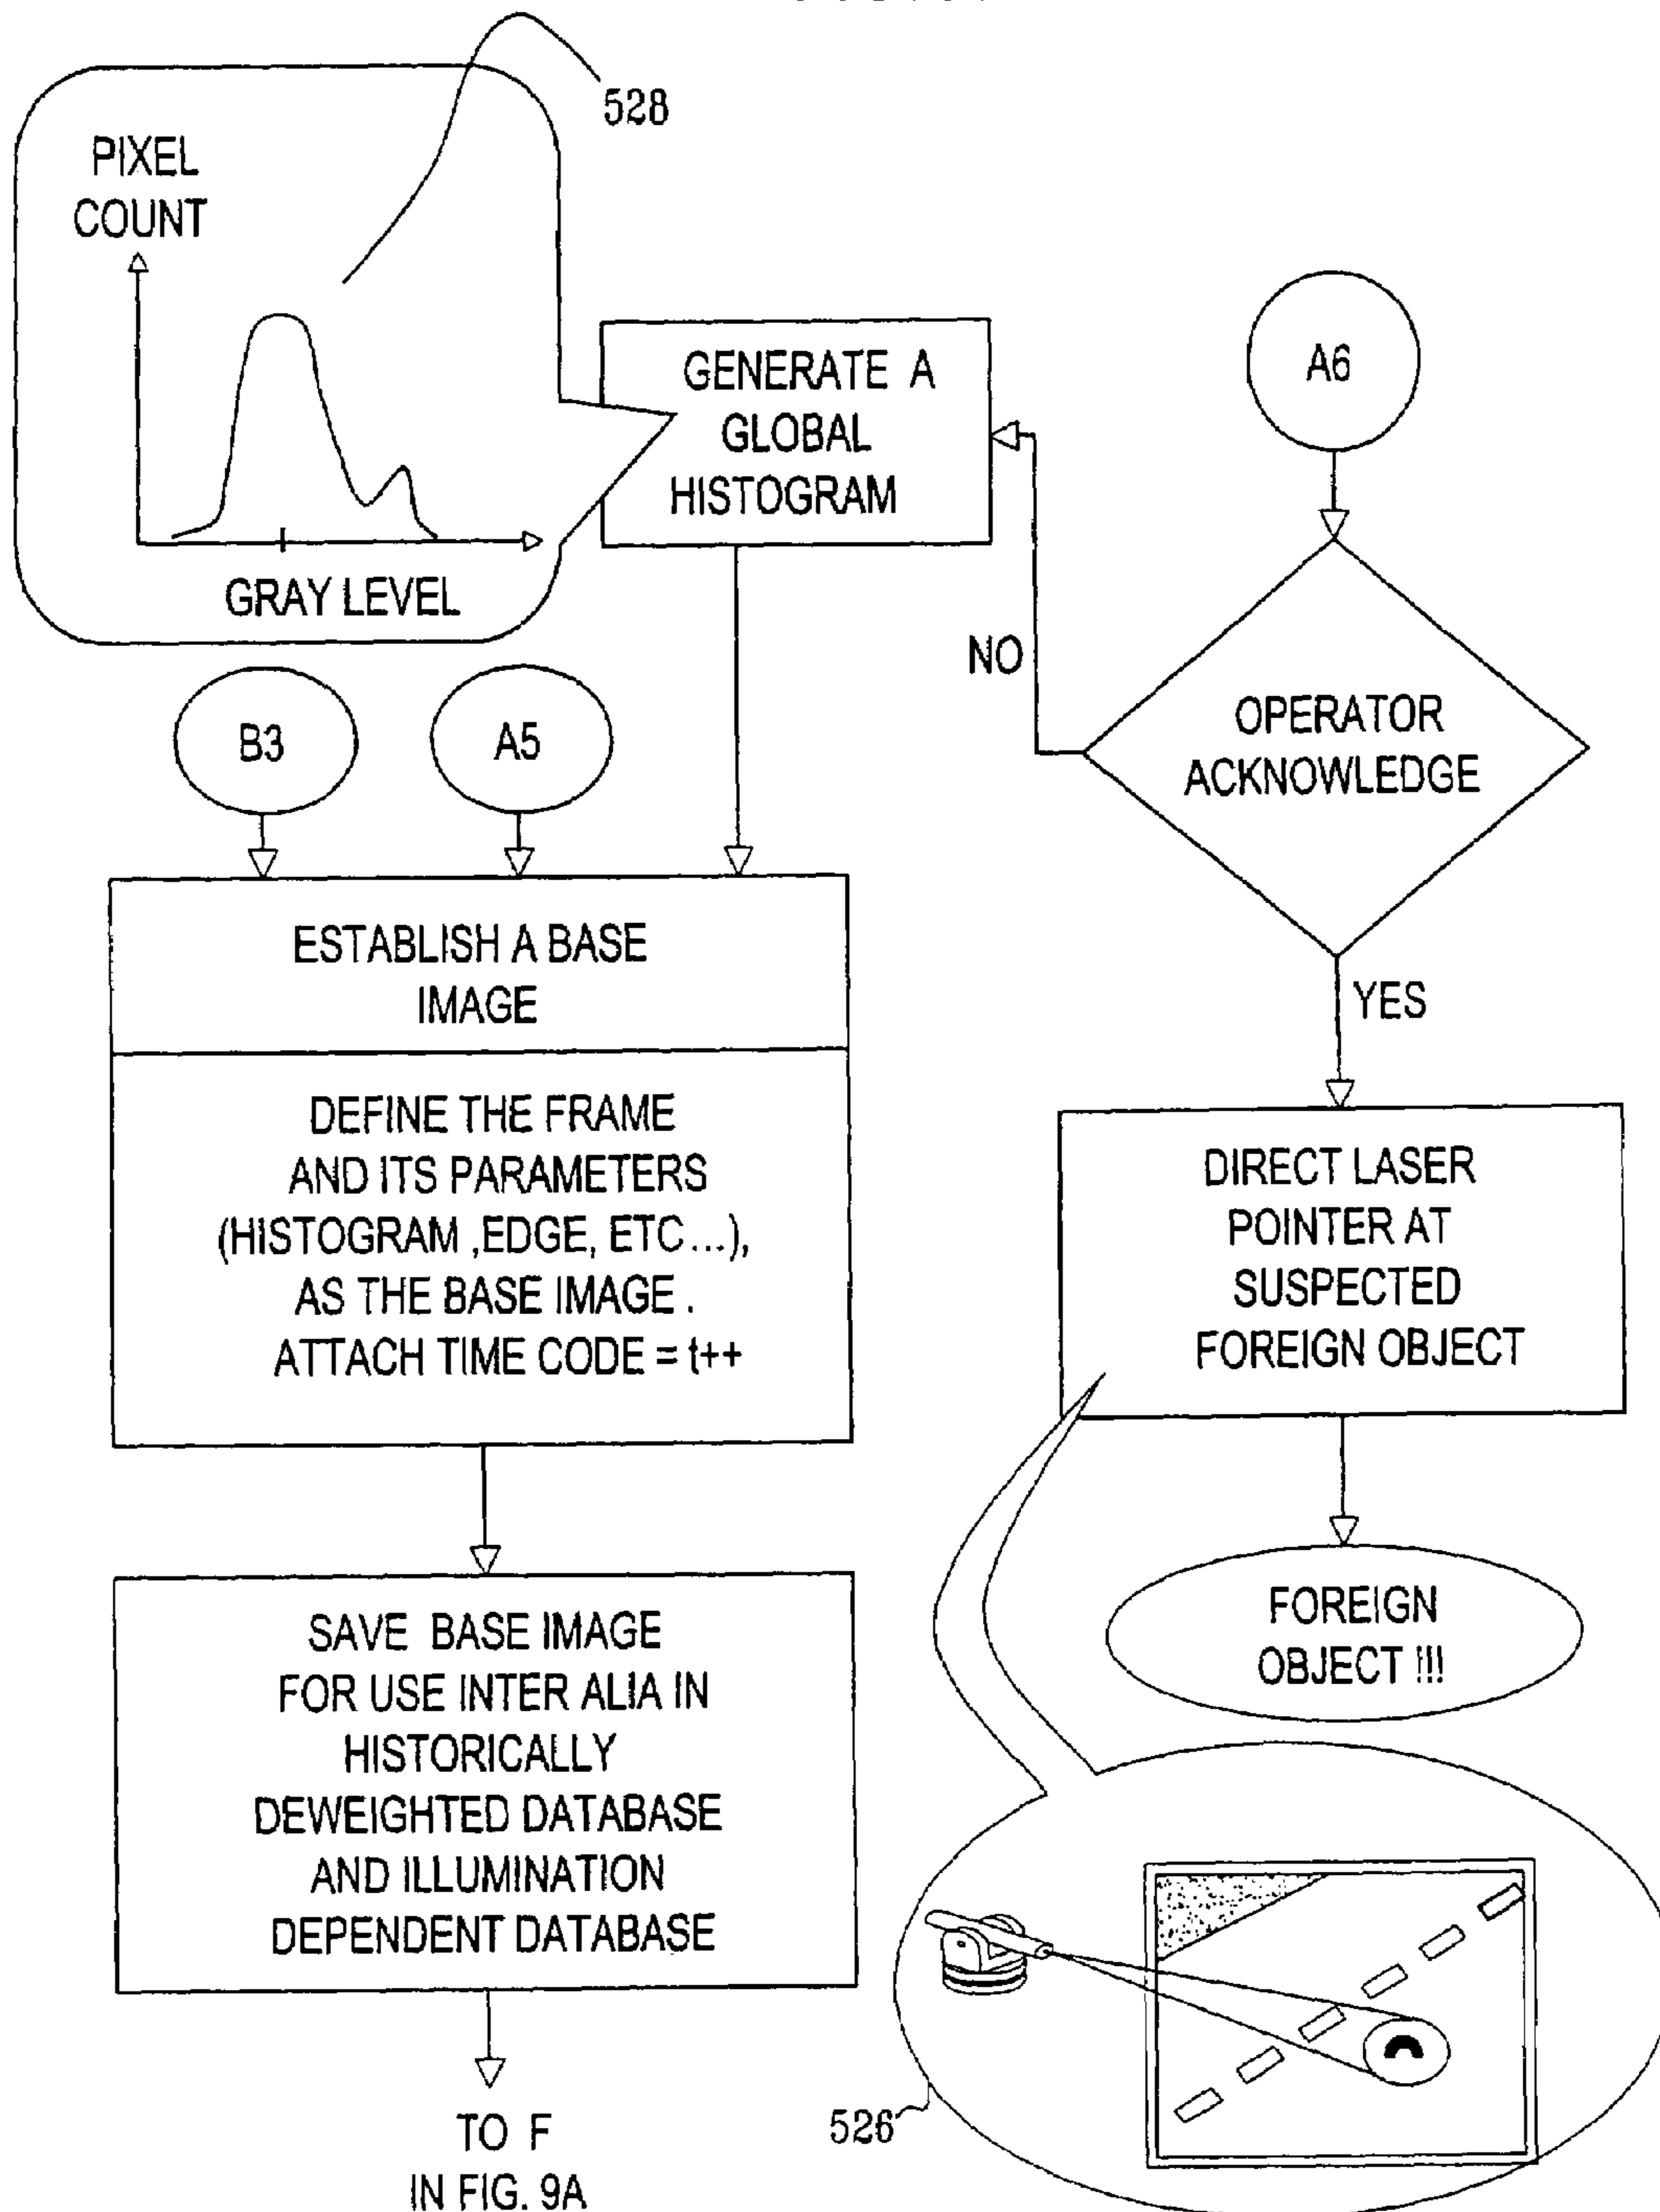 528
PIXEL
COUNT
GRAY LEVEL
GENERATE A
GLOBAL
HISTOGRAM
A6
NO
OPERATOR
ACKNOWLEDGE
YES
B3
A5
ESTABLISH A BASE
IMAGE
DEFINE THE FRAME
AND ITS PARAMETERS
(HISTOGRAM ,EDGE, ETC...),
AS THE BASE IMAGE .
ATTACH TIME CODE = t++
DIRECT LASER
POINTER AT
SUSPECTED
FOREIGN OBJECT
SAVE BASE IMAGE
FOR USE INTER ALIA IN
HISTORICALLY
DEWEIGHTED DATABASE
AND ILLUMINATION
DEPENDENT DATABASE
FOREIGN
OBJECT !!!
526
TO F
IN FIG. 9A